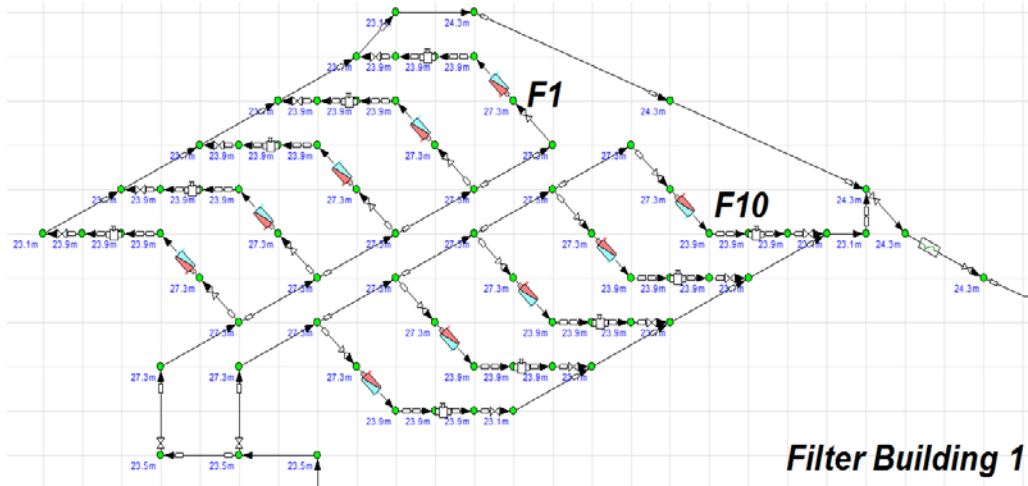 24.3m
23.9m 23.9m 23.9m
F1
23.9m 23.9m 23.9m 27.3m 24.3m
23.9m 23.9m 23.9m 27.3m
F10
23.9m 23.9m 23.9m 27.3m 27.3m 24.3m
23.1m 23.9m 23.9m 23.9m 27.3m 27.3m 23.9m 23.9m 23.9m 23.1m 24.3m
27.3m 27.3m 23.9m 23.9m 23.9m 24.3m
27.3m 23.9m 23.9m 23.9m
27.3m 27.3m 27.3m 23.9m 23.9m 23.9m
23.9m 23.9m 23.9m 23.1m
23.5m 23.5m 23.5m
Filter Building 1